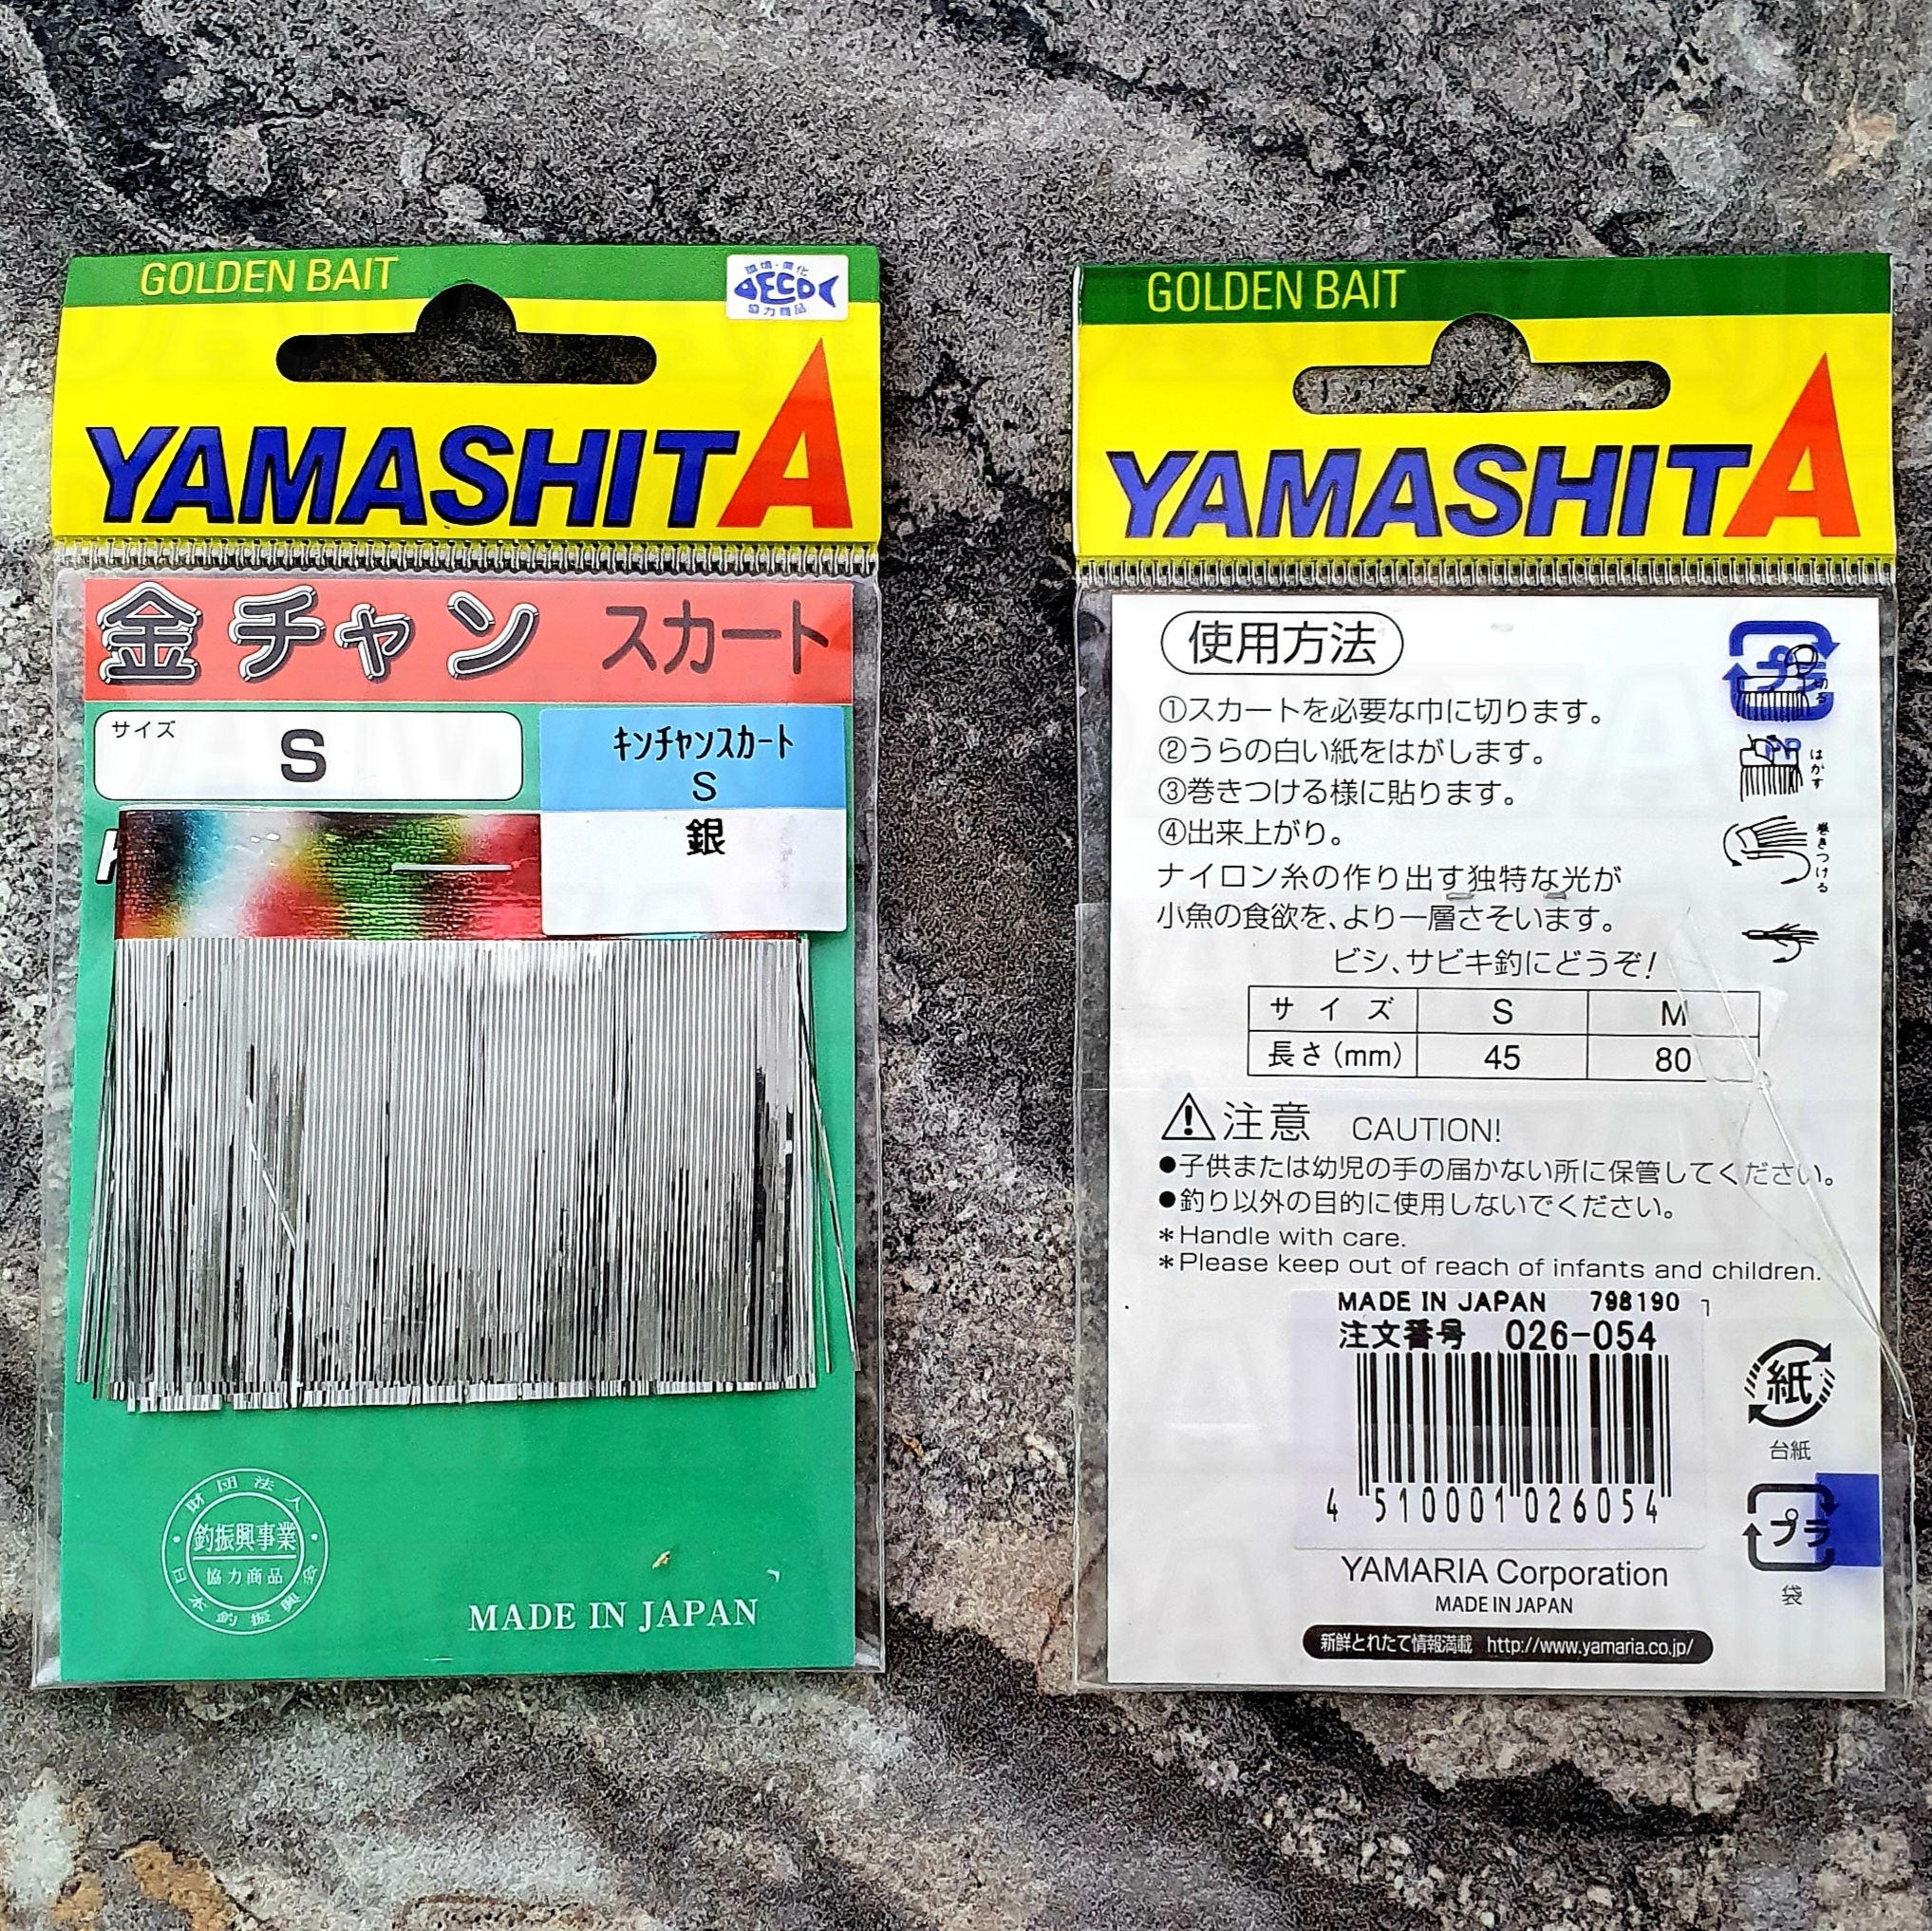 GOLDEN BAIT
環境・美化
ECO
協力商品
YAMASHITA
金チャン スカート
サイズ
S
キンチャンスカート
S
銀
財団法人
釣振興事業
協力商品
日本釣振興会
MADE IN JAPAN
GOLDEN BAIT
YAMASHITA
使用方法
①スカートを必要な巾に切ります。
②うらの白い紙をはがします。
③巻きつける様に貼ります。
④出来上がり。
ナイロン糸の作り出す独特な光が
小魚の食欲を、より一層さそいます。
ビシ、サビキ釣にどうぞ!
切る
はがす
巻きつける
サイズ S M
長さ(mm) 45 80
注意 CAUTION!
●子供または幼児の手の届かない所に保管してください。
●釣り以外の目的に使用しないでください。
*Handle with care.
*Please keep out of reach of infants and children.
MADE IN JAPAN 798190
注文番号 026-054
4 510001 026054
紙
台紙
プラ
袋
YAMARIA Corporation
MADE IN JAPAN
新鮮とれたて情報満載 http://www.yamaria.co.jp/